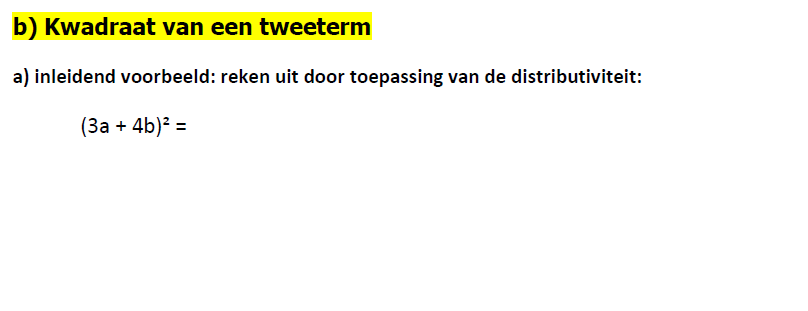 b) Kwadraat van een tweeterm
a) inleidend voorbeeld: reken uit door toepassing van de distributiviteit:
(3a + 4b)² =